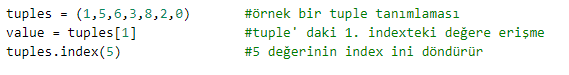 tuples = (1,5,6,3,8,2,0) #örnek bir tuple tanımlaması
value = tuples[1] #tuple' daki 1. indexteki değere erişme
tuples.index(5) #5 değerinin index ini döndürür